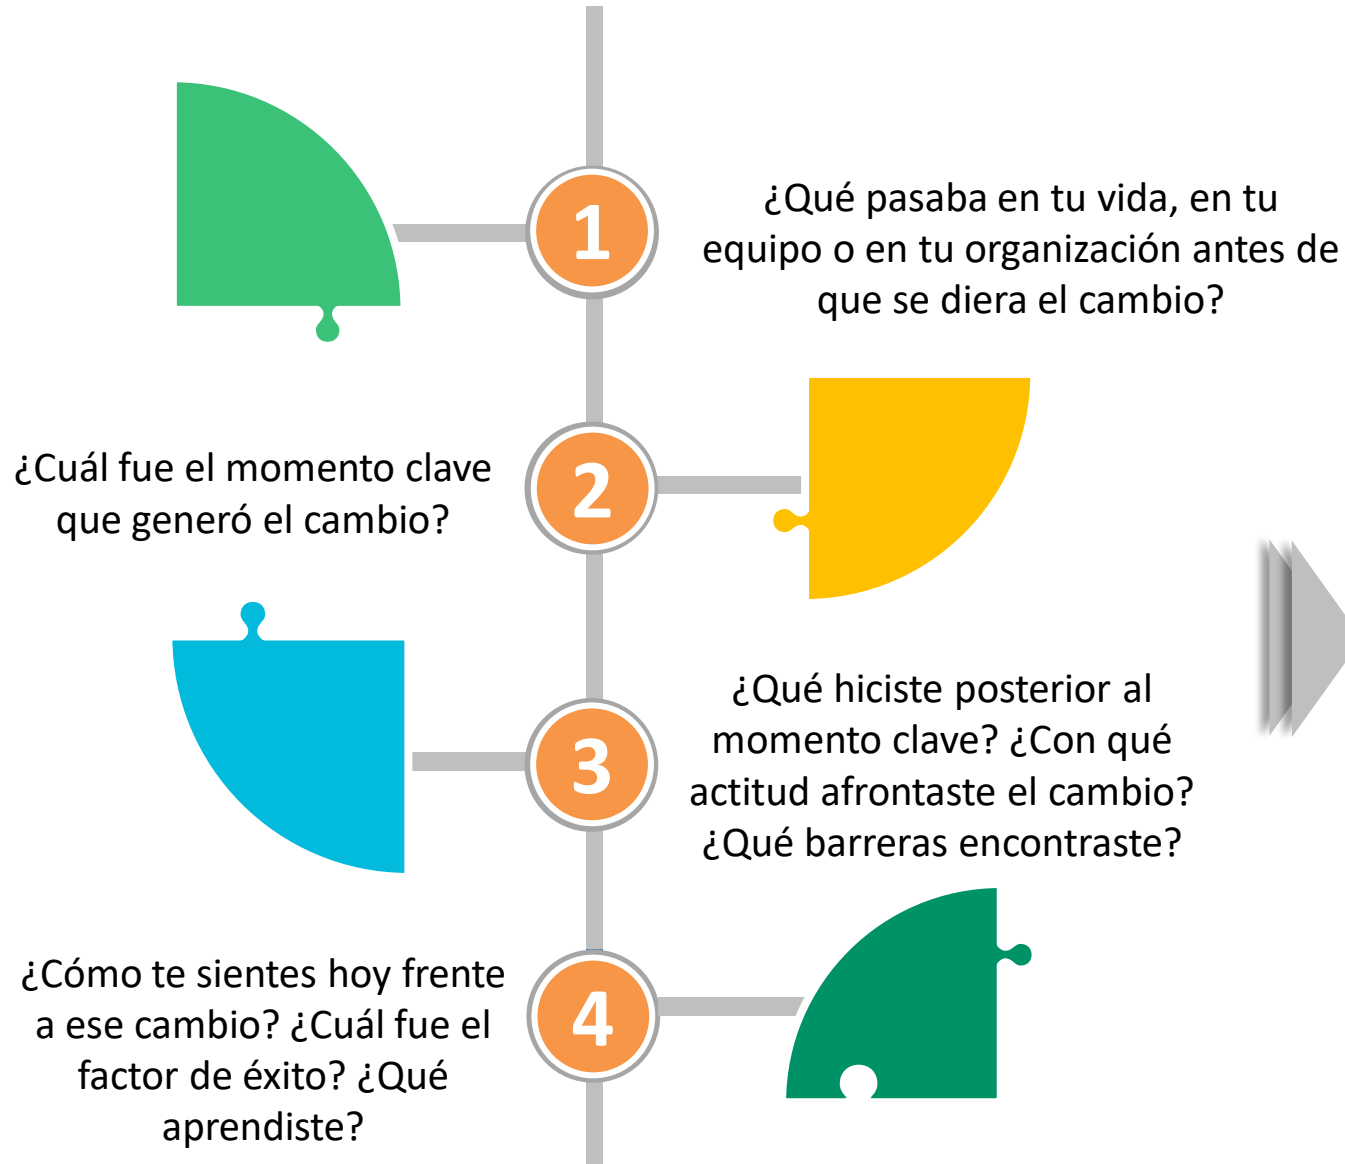 1
¿Qué pasaba en tu vida, en tu
equipo o en tu organización antes de
que se diera el cambio?
2
¿Cuál fue el momento clave
que generó el cambio?
3
¿Qué hiciste posterior al
momento clave? ¿Con qué
actitud afrontaste el cambio?
¿Qué barreras encontraste?
4
¿Cómo te sientes hoy frente
a ese cambio? ¿Cuál fue el
factor de éxito? ¿Qué
aprendiste?